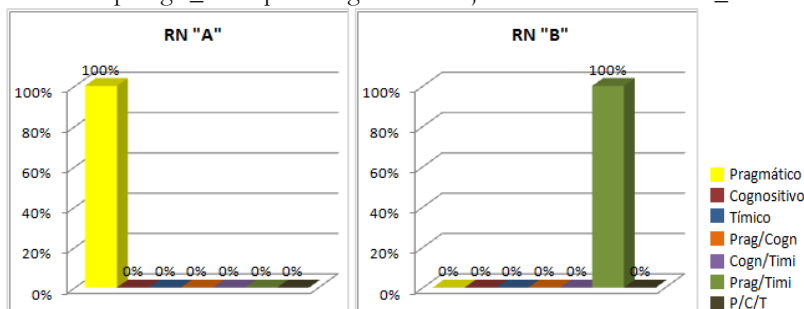 RN "A"
100%
100%
80%
60%
40%
20%
0%
0% 0% 0% 0% 0% 0%
RN "B"
100%
100%
80%
60%
40%
20%
0%
0% 0% 0% 0% 0% 0%
Pragmático
Cognositivo
Tímico
Prag/Cogn
Cogn/Timi
Prag/Timi
P/C/T